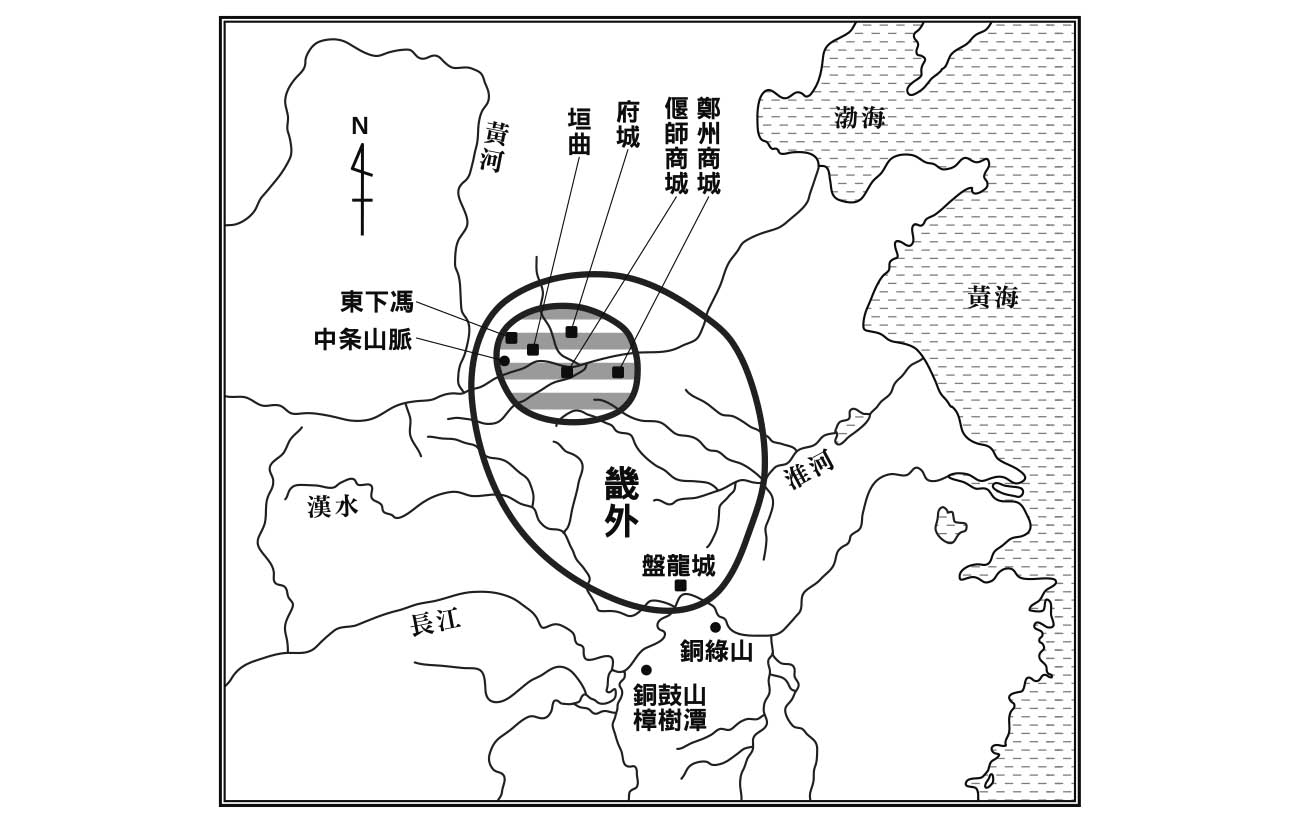 N
黃河
垣曲
府城
偃師商城
鄭州商城
渤海
黃海
東下馮
中条山脈
漢水
畿外
淮河
盤龍城
長江
銅綠山
銅鼓山
樟樹潭